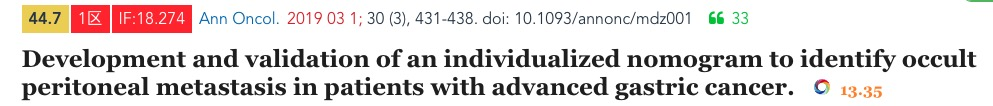 44.7 1区 IF:18.274 Ann Oncol. 2019 03 1; 30 (3), 431-438. doi: 10.1093/annonc/mdz001 33
Development and validation of an individualized nomogram to identify occult
peritoneal metastasis in patients with advanced gastric cancer. 13.35